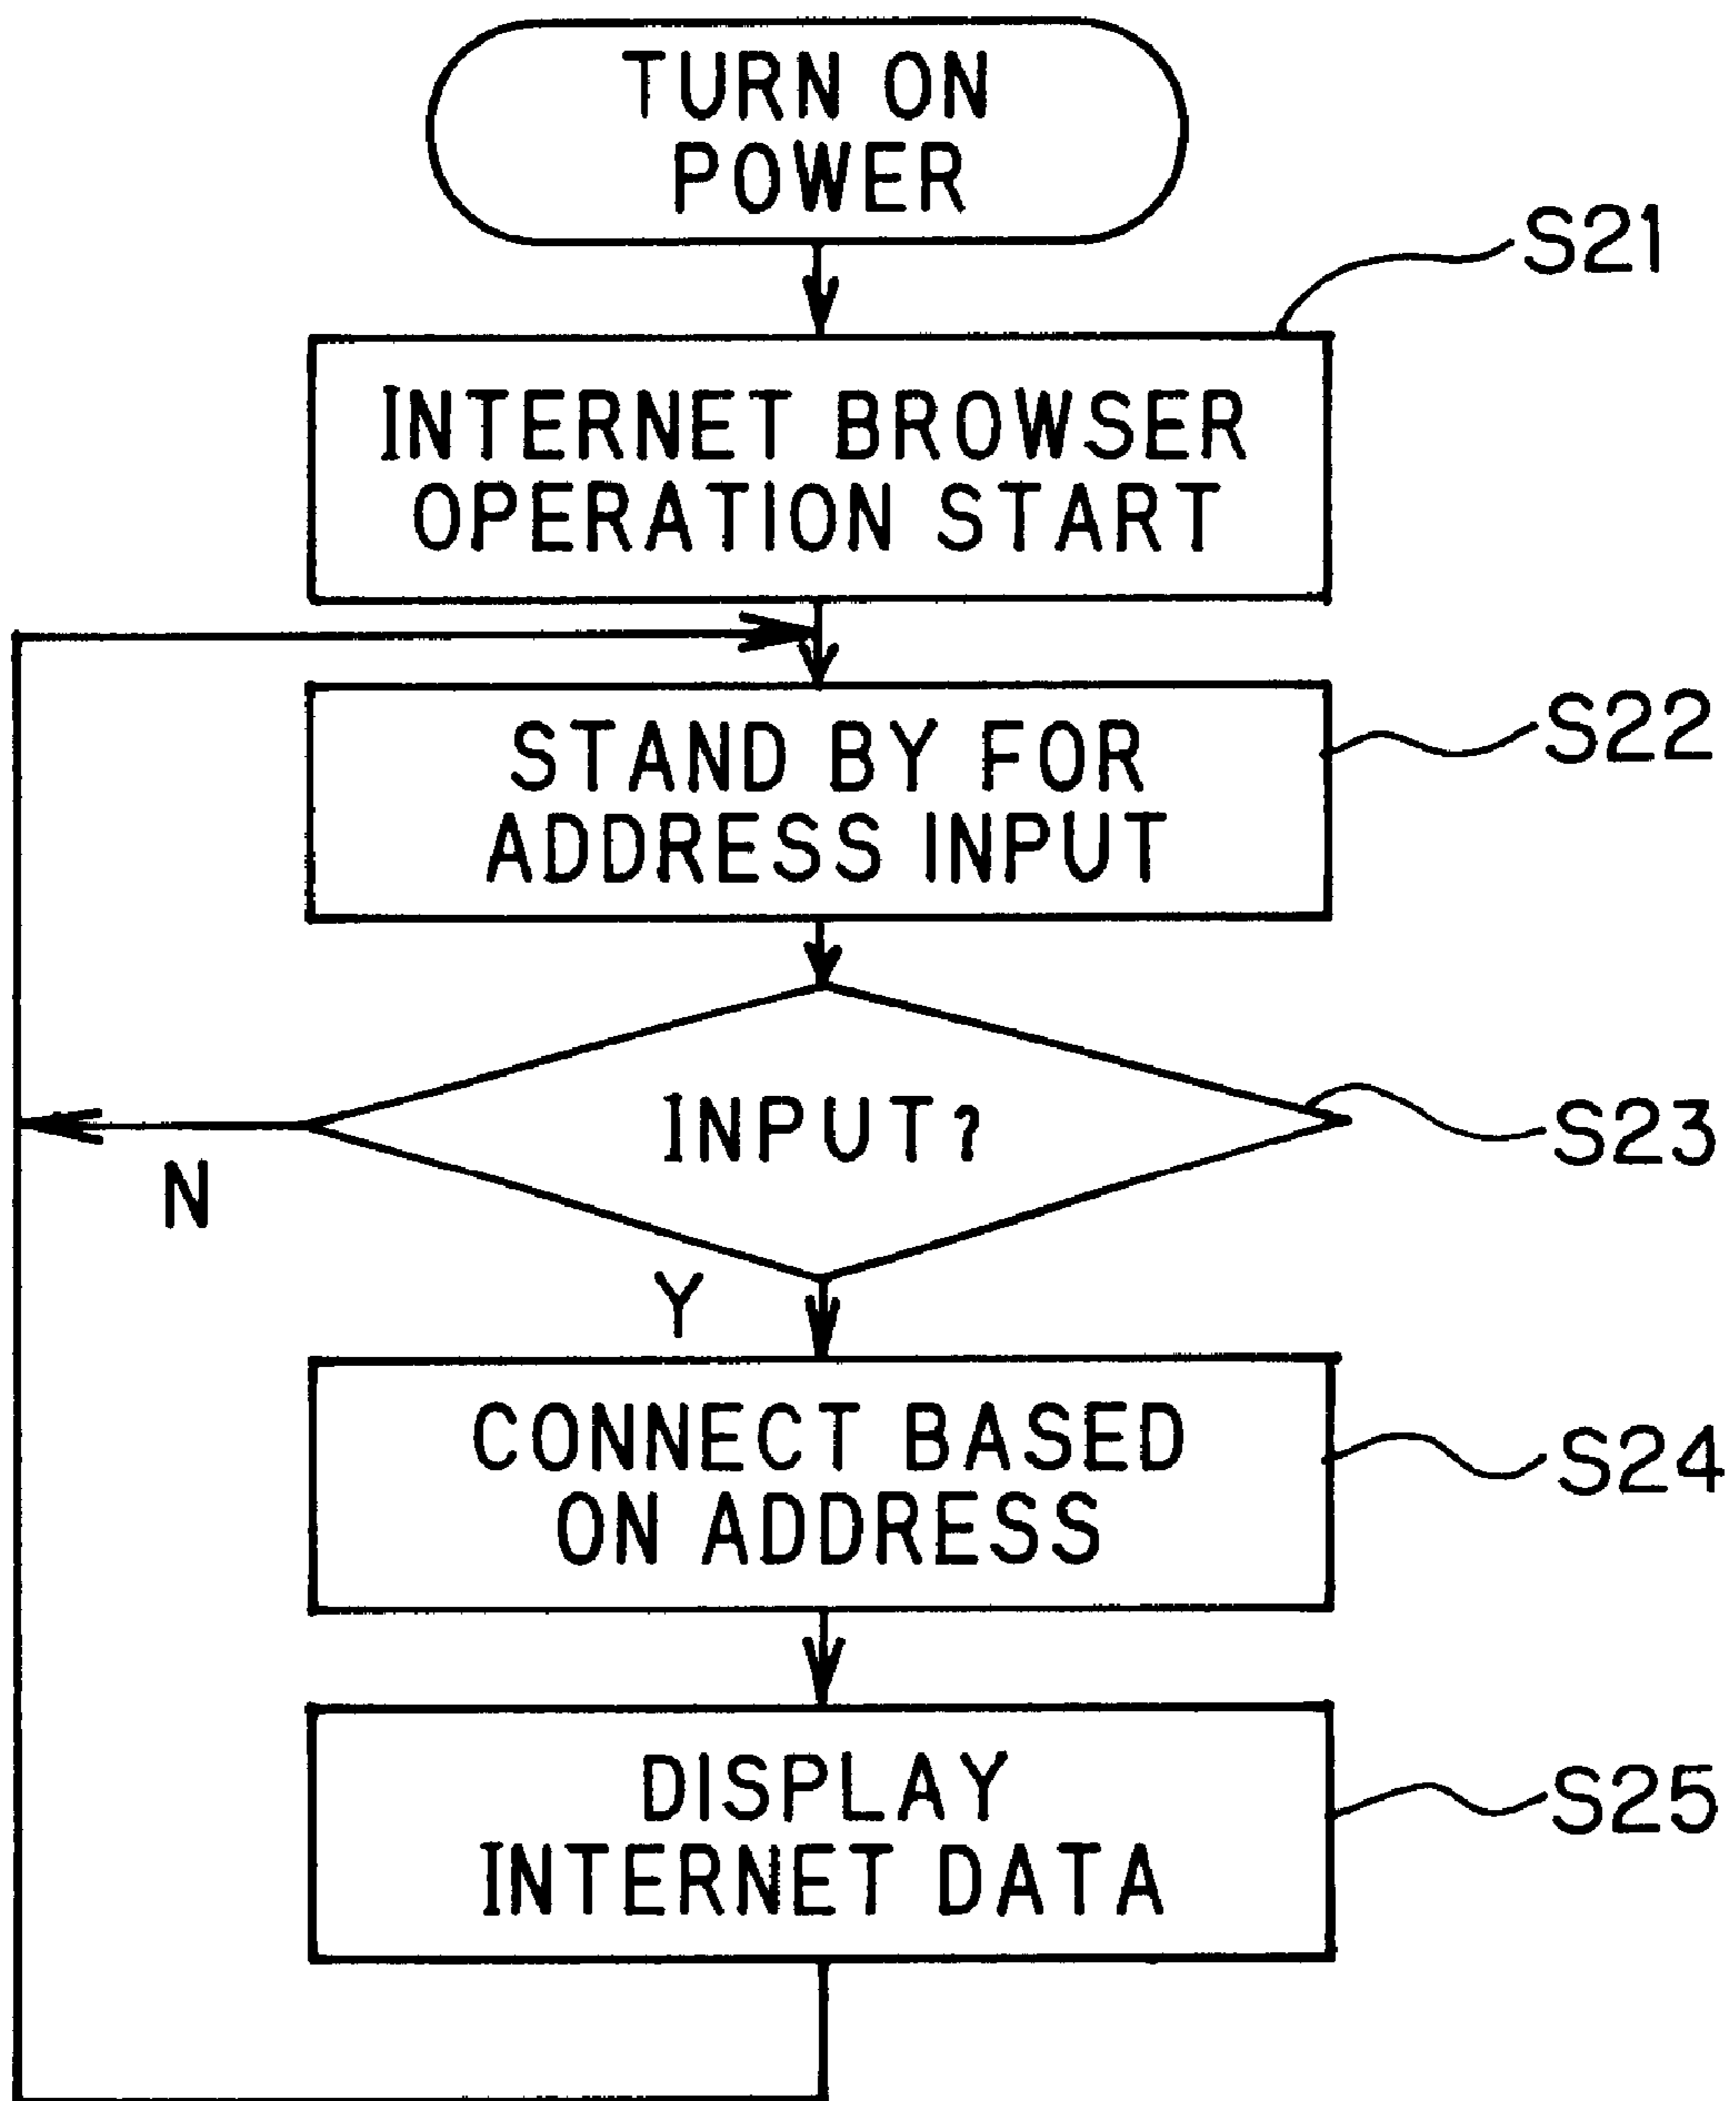 TURN ON
POWER
S21
INTERNET BROWSER
OPERATION START
STAND BY FOR
ADDRESS INPUT
S22
INPUT?
S23
N
Y
CONNECT BASED
ON ADDRESS
S24
DISPLAY
INTERNET DATA
S25